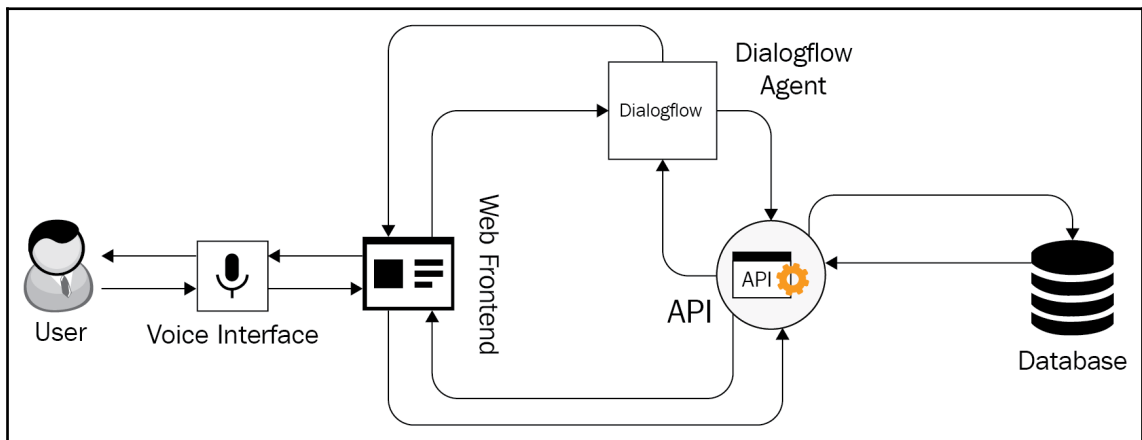 Dialogflow
Agent
Dialogflow
Web Frontend
API
API
User
Voice Interface
Database